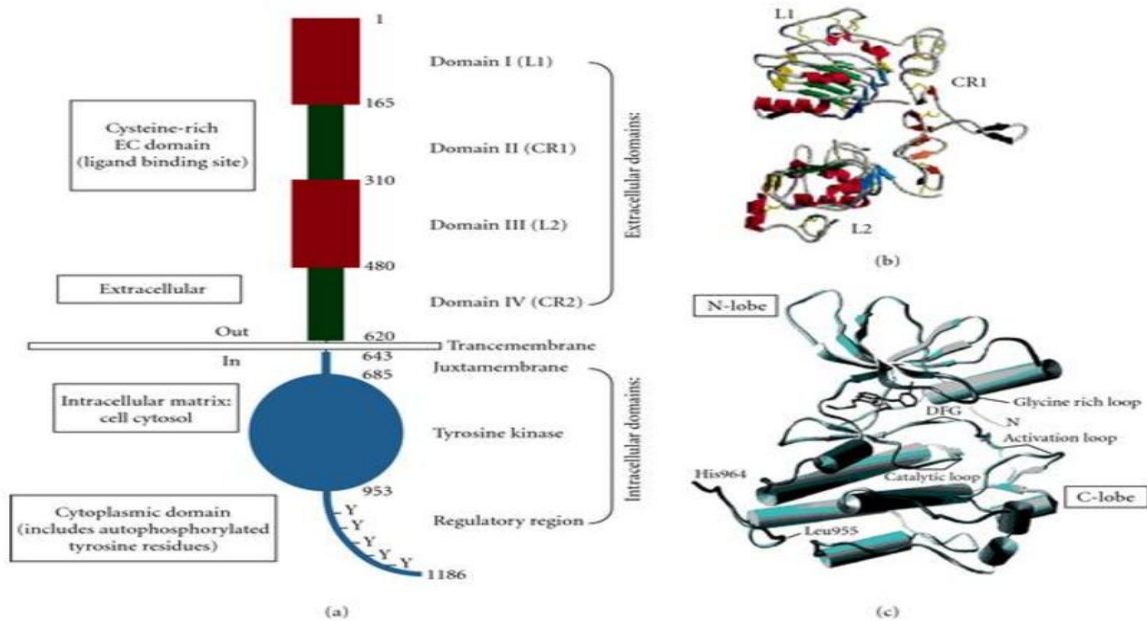 1
Domain I (L1)
165
Cysteine-rich
EC domain
(ligand binding site)
Domain II (CR1)
310
Domain III (L2)
480
Extracellular
Domain IV (CR2)
Extracellular domains:
Out
620
Trancemembrane
In
643
Juxtamembrane
685
Intracellular matrix:
cell cytosol
Tyrosine kinase
Intracellular domains:
953
Cytoplasmic domain
(includes autophosphorylated
tyrosine residues)
Regulatory region
Y
Y
Y
Y
Y
1186
(a)
L1
CR1
L2
(b)
N-lobe
Glycine rich loop
DFG
N
Activation loop
His964
Catalytic loop
C-lobe
Leu955
(c)